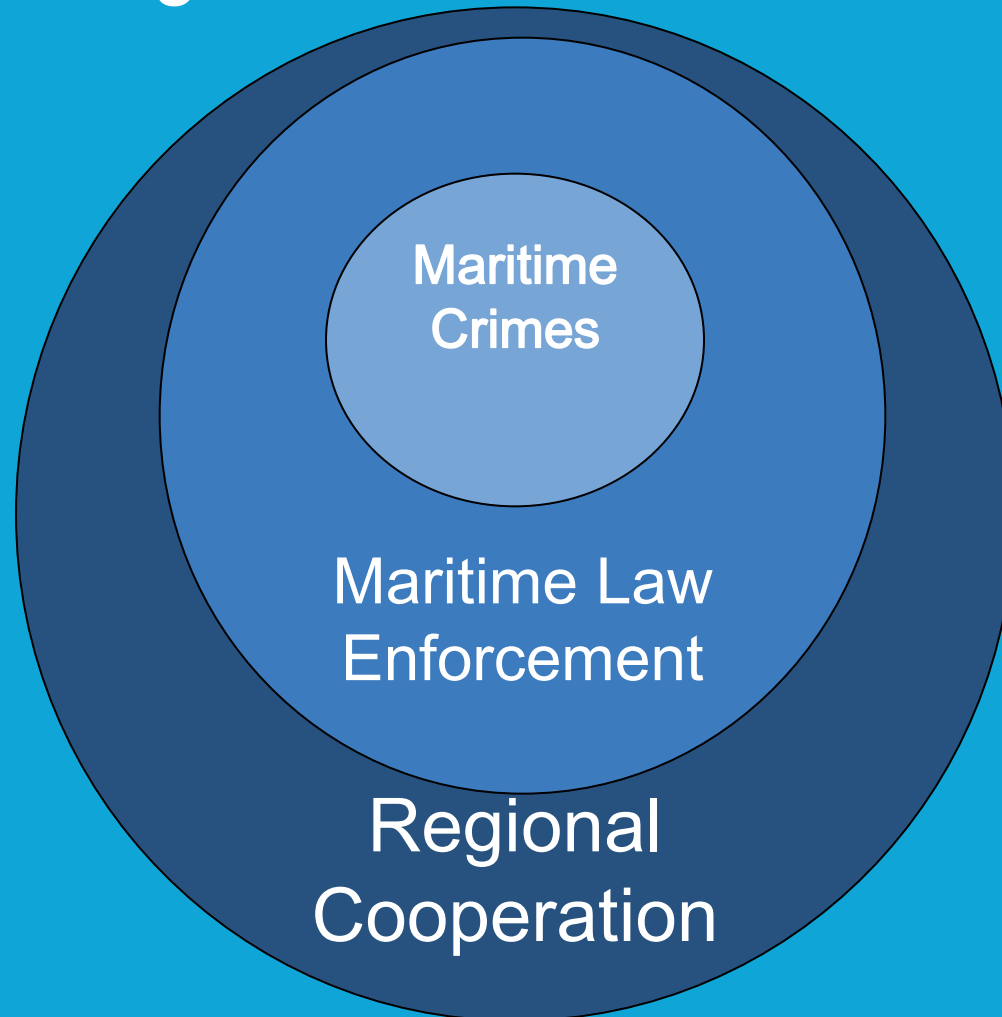 Maritime
Crimes
Maritime Law
Enforcement
Regional
Cooperation